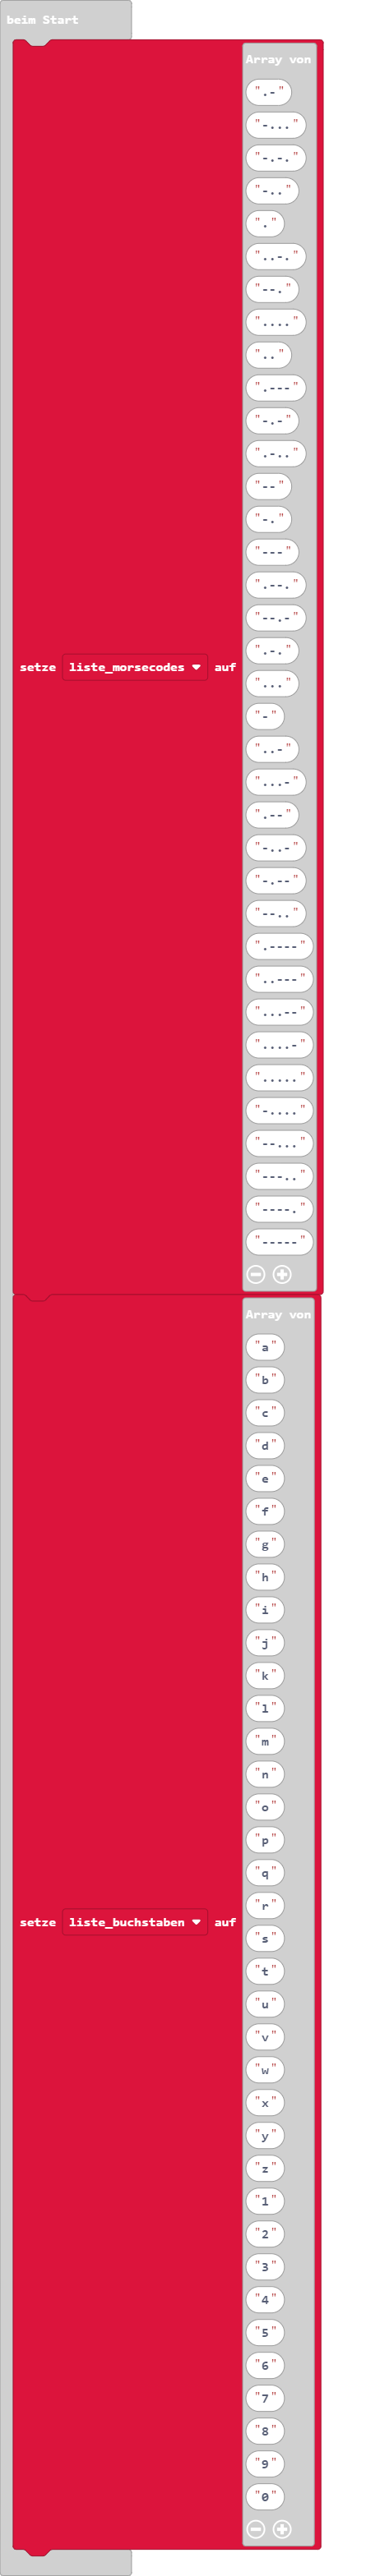 beim Start
Array von
".-"
"-..."
"-.-."
"-.."
"."
"..-."
"--."
"...."
".."
".---"
"-.-"
".-.."
"--"
"-."
"---"
".--."
"--.-"
".-."
setze liste_morsecodes auf
"..."
"-"
"..-"
"...-"
".--"
"-..-"
"-.--"
"--.."
".----"
"..---"
"...--"
"....-"
"....."
"-...."
"--..."
"---.."
"----."
"-----"
Array von
"a"
"b"
"c"
"d"
"e"
"f"
"g"
"h"
"i"
"j"
"k"
"l"
"m"
"n"
"o"
"p"
"q"
"r"
setze liste_buchstaben auf
"s"
"t"
"u"
"v"
"w"
"x"
"y"
"z"
"1"
"2"
"3"
"4"
"5"
"6"
"7"
"8"
"9"
"0"